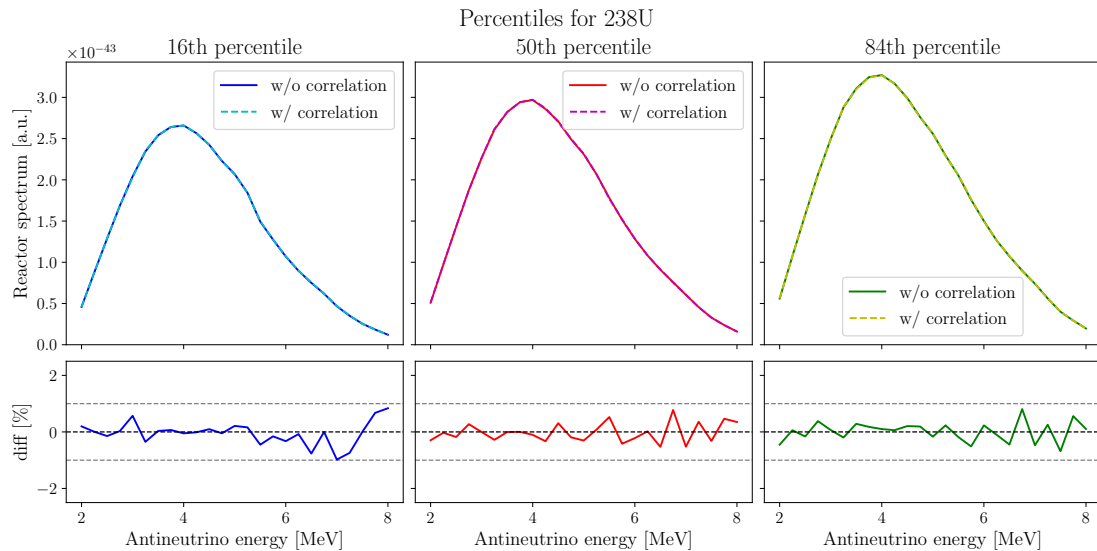 Percentiles for 238U
16th percentile
50th percentile
84th percentile
×10⁻⁴³
Reactor spectrum [a.u.]
3.0
2.5
2.0
1.5
1.0
0.5
0.0
w/o correlation
w/ correlation
w/o correlation
w/ correlation
w/o correlation
w/ correlation
diff [%]
2
0
−2
2 4 6 8
Antineutrino energy [MeV]
2 4 6 8
Antineutrino energy [MeV]
2 4 6 8
Antineutrino energy [MeV]